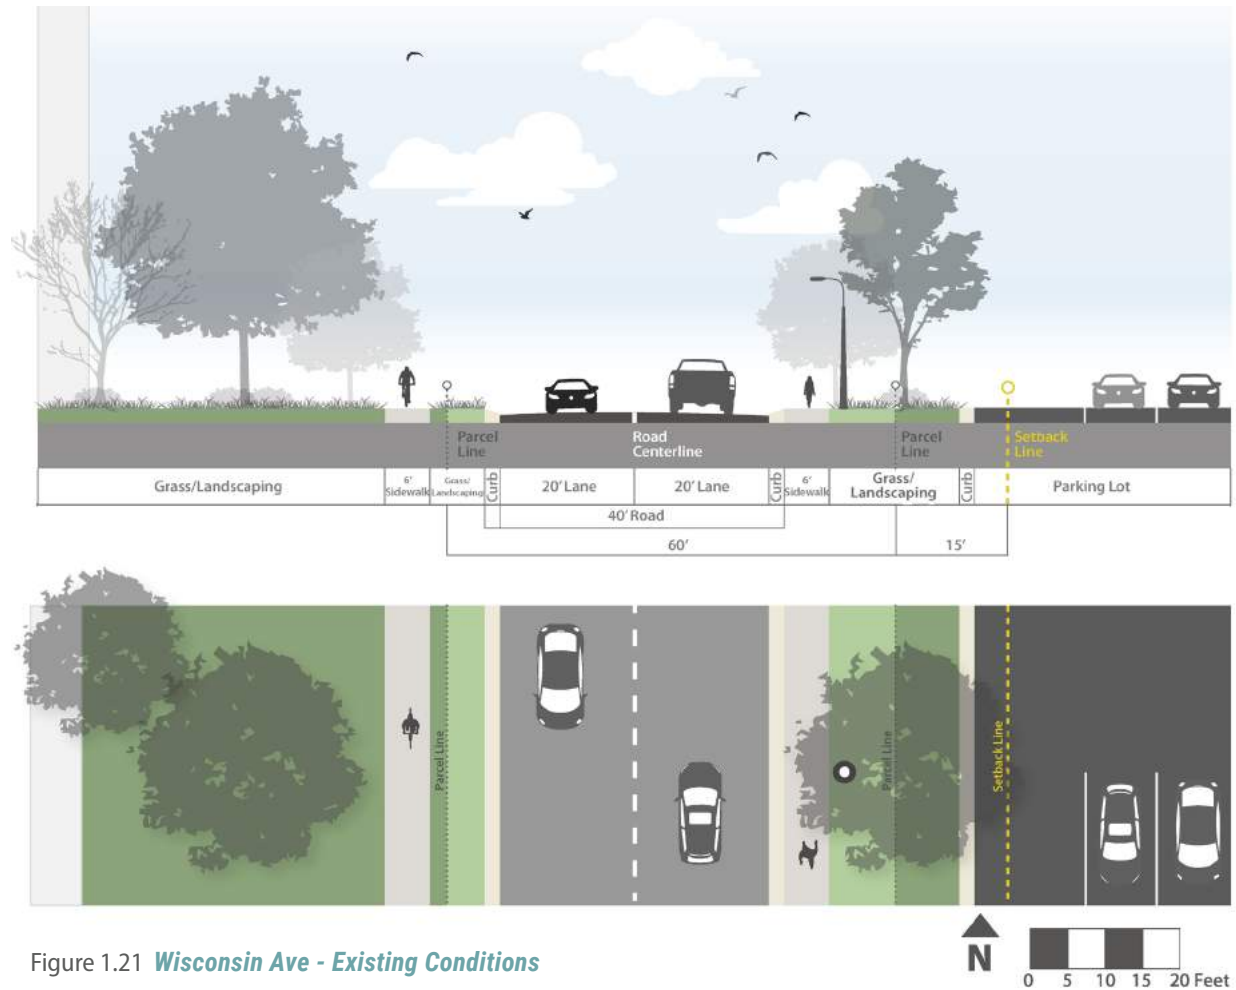 Parcel
Line
Road
Centerline
Parcel
Line
Setback
Line
Grass/Landscaping
6'
Sidewalk
Grass/
Landscaping
Curb
20' Lane
20' Lane
Curb
6'
Sidewalk
Grass/
Landscaping
Curb
Parking Lot
40' Road
60'
15'
Parcel Line
Parcel Line
Setback Line
Figure 1.21 Wisconsin Ave - Existing Conditions
N
0 5 10 15 20 Feet